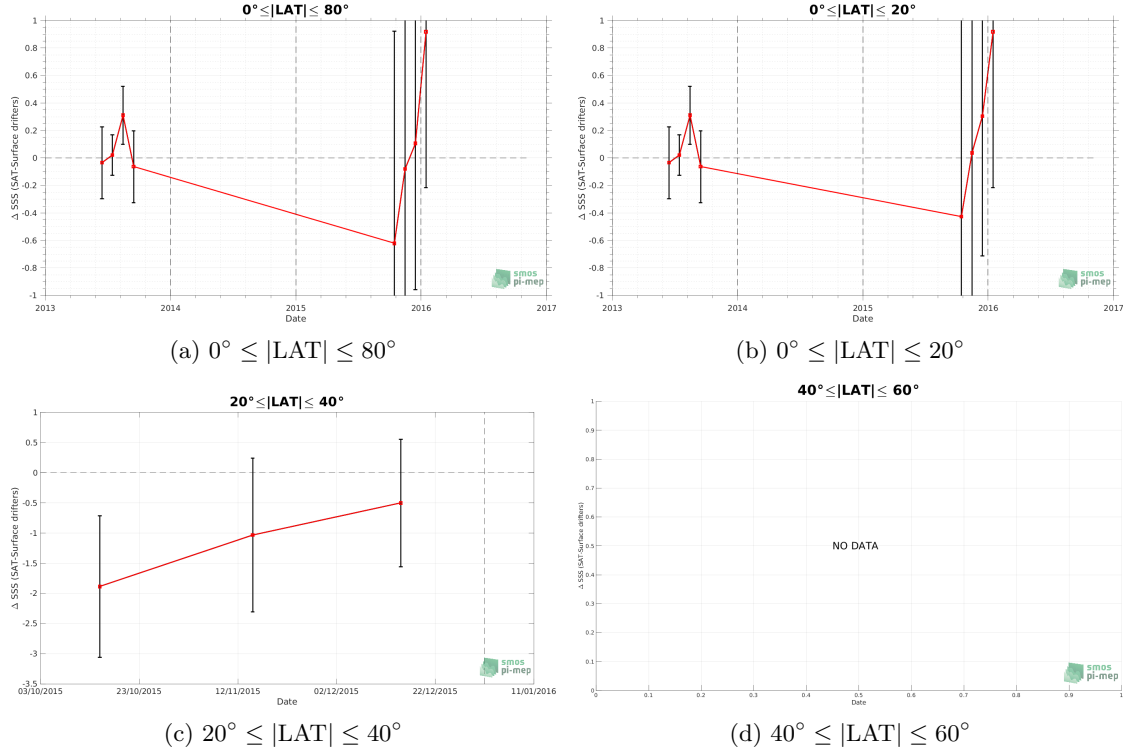 0°≤|LAT|≤ 80°
Δ SSS (SAT-Surface drifters)
1
0.8
0.6
0.4
0.2
0
-0.2
-0.4
-0.6
-0.8
-1
2013
2014
2015
2016
2017
Date
smos
pi-mep
(a) 0° ≤ |LAT| ≤ 80°
0°≤|LAT|≤ 20°
Δ SSS (SAT-Surface drifters)
1
0.8
0.6
0.4
0.2
0
-0.2
-0.4
-0.6
-0.8
-1
2013
2014
2015
2016
2017
Date
smos
pi-mep
(b) 0° ≤ |LAT| ≤ 20°
20°≤|LAT|≤ 40°
Δ SSS (SAT-Surface drifters)
1
0.5
0
-0.5
-1
-1.5
-2
-2.5
-3
-3.5
03/10/2015
23/10/2015
12/11/2015
02/12/2015
22/12/2015
11/01/2016
Date
smos
pi-mep
(c) 20° ≤ |LAT| ≤ 40°
40°≤|LAT|≤ 60°
Δ SSS (SAT-Surface drifters)
1
0.9
0.8
0.7
0.6
0.5
0.4
0.3
0.2
0.1
0
NO DATA
0
0.1
0.2
0.3
0.4
0.5
0.6
0.7
0.8
0.9
1
Date
smos
pi-mep
(d) 40° ≤ |LAT| ≤ 60°